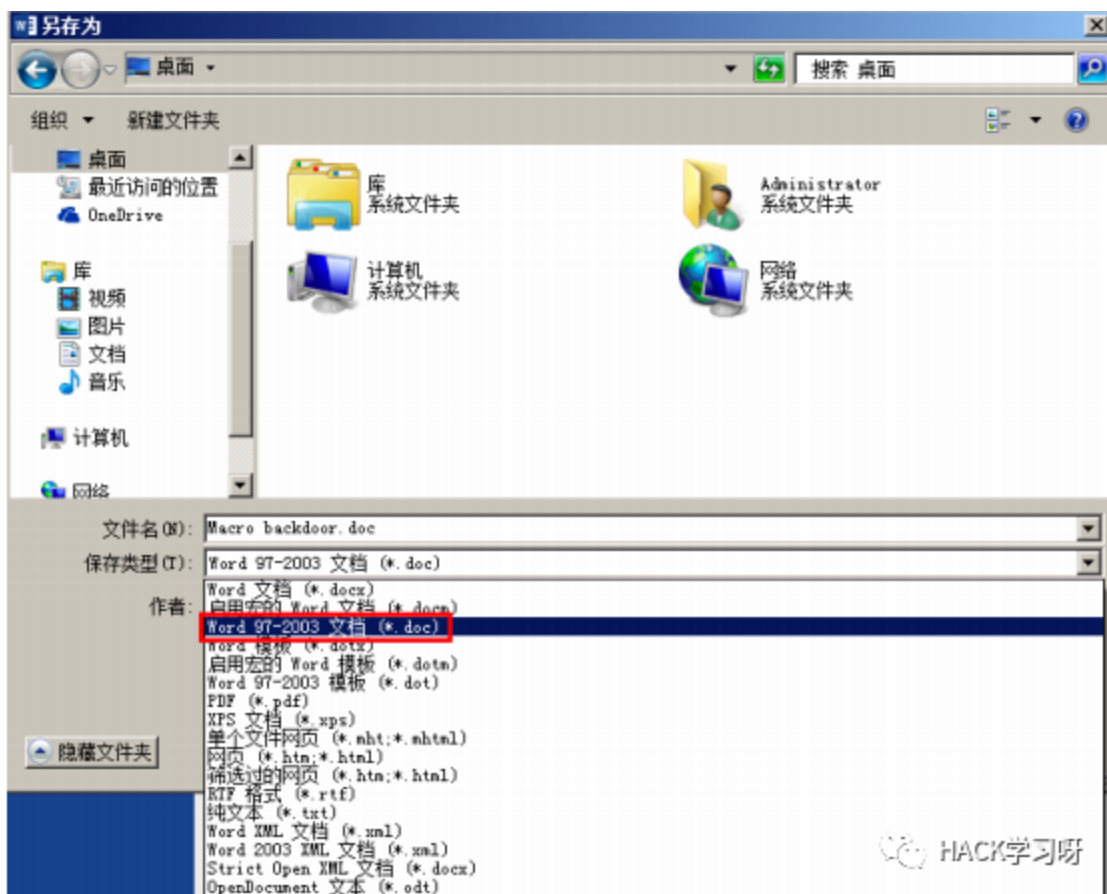 另存为
桌面
搜索 桌面
组织
新建文件夹
桌面
最近访问的位置
OneDrive
库
视频
图片
文档
音乐
计算机
网络
库
系统文件夹
Administrator
系统文件夹
计算机
系统文件夹
网络
系统文件夹
文件名(N):
Macro backdoor.doc
保存类型(T):
Word 97-2003 文档 (*.doc)
作者:
Word 文档 (*.docx)
启用宏的 Word 文档 (*.docm)
Word 97-2003 文档 (*.doc)
Word 模板 (*.dotx)
启用宏的 Word 模板 (*.dotm)
Word 97-2003 模板 (*.dot)
PDF (*.pdf)
XPS 文档 (*.xps)
单个文件网页 (*.mht;*.mhtml)
网页 (*.htm;*.html)
筛选过的网页 (*.htm;*.html)
RTF 格式 (*.rtf)
纯文本 (*.txt)
Word XML 文档 (*.xml)
Word 2003 XML 文档 (*.xml)
Strict Open XML 文档 (*.docx)
OpenDocument 文本 (*.odt)
隐藏文件夹
HACK学习呀